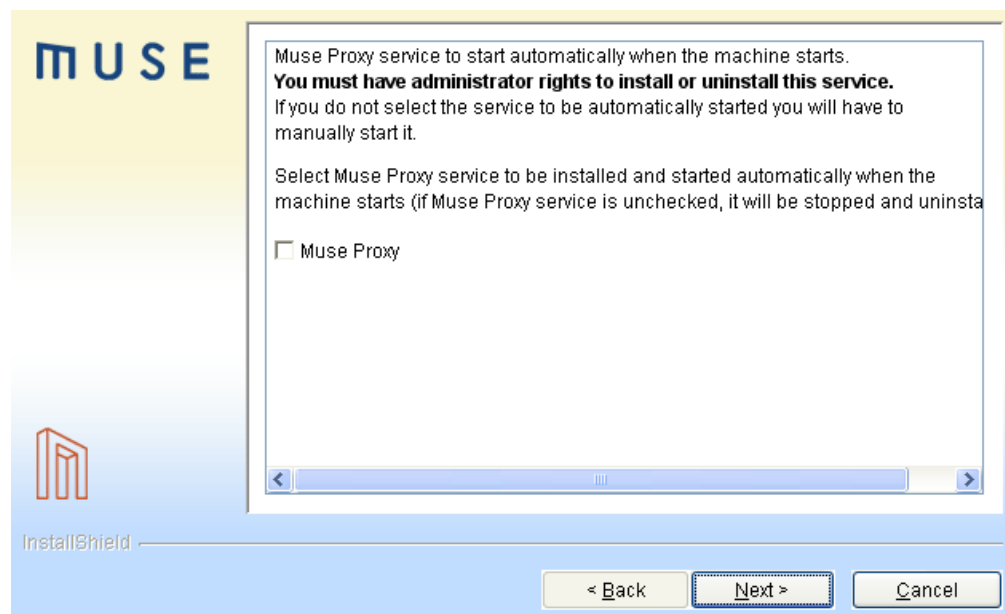 MUSE
Muse Proxy service to start automatically when the machine starts.
You must have administrator rights to install or uninstall this service.
If you do not select the service to be automatically started you will have to
manually start it.
Select Muse Proxy service to be installed and started automatically when the
machine starts (if Muse Proxy service is unchecked, it will be stopped and uninsta
Muse Proxy
InstallShield
< Back
Next >
Cancel